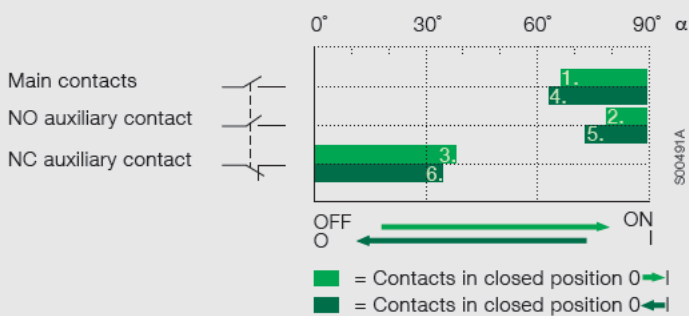 0° 30° 60° 90° α
Main contacts
1.
4.
NO auxiliary contact
2.
5.
NC auxiliary contact
3.
6.
S00491A
OFF ON
O I
= Contacts in closed position 0→I
= Contacts in closed position 0←I